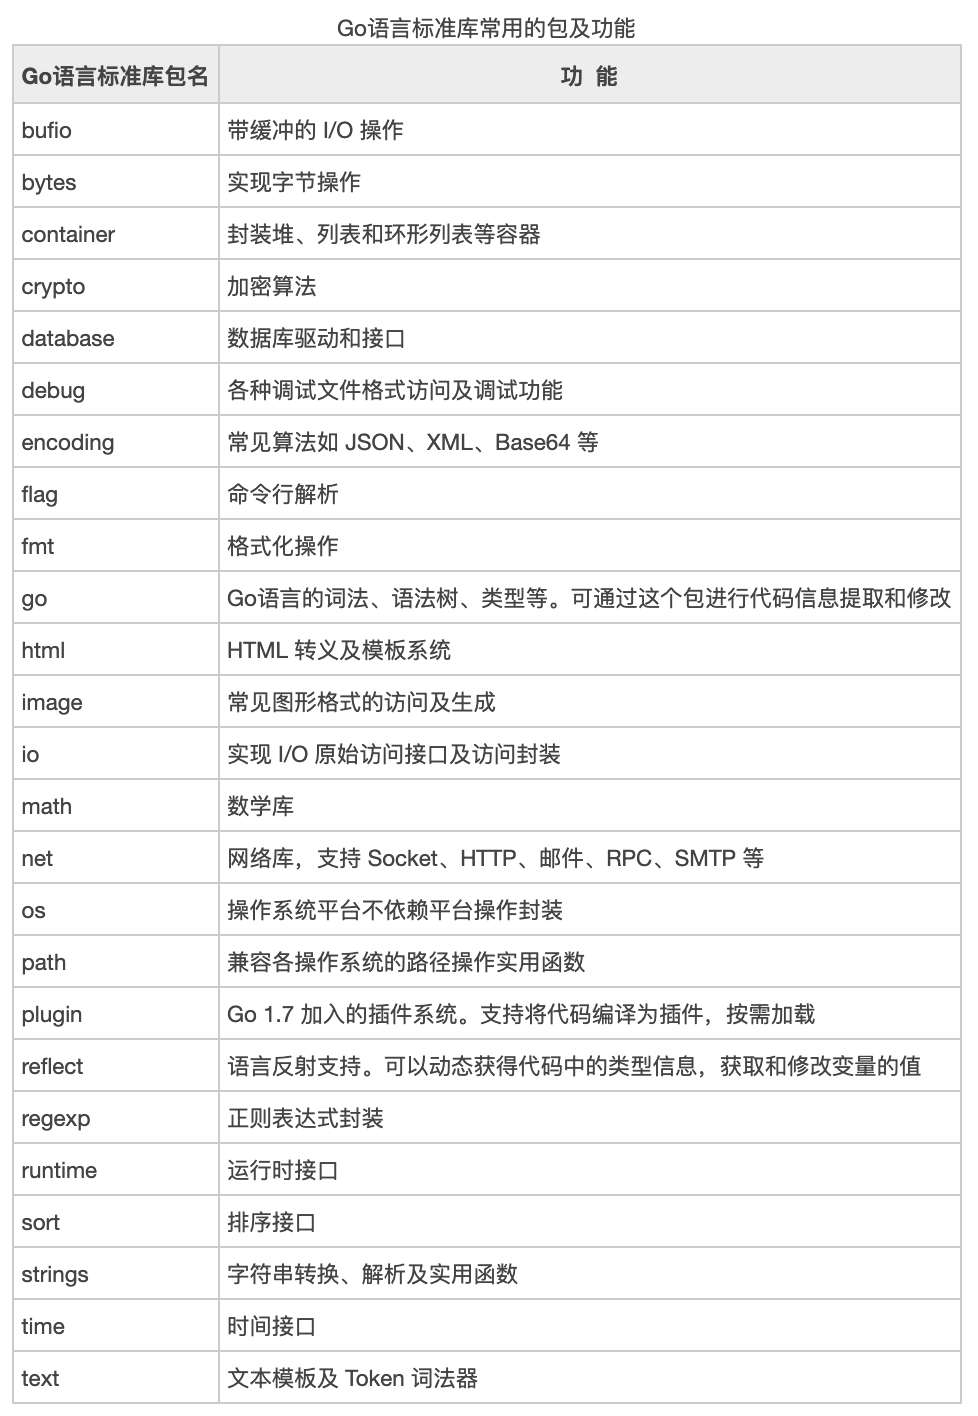 Go语言标准库常用的包及功能
Go语言标准库包名 功 能
bufio 带缓冲的 I/O 操作
bytes 实现字节操作
container 封装堆、列表和环形列表等容器
crypto 加密算法
database 数据库驱动和接口
debug 各种调试文件格式访问及调试功能
encoding 常见算法如 JSON、XML、Base64 等
flag 命令行解析
fmt 格式化操作
go Go语言的词法、语法树、类型等。可通过这个包进行代码信息提取和修改
html HTML 转义及模板系统
image 常见图形格式的访问及生成
io 实现 I/O 原始访问接口及访问封装
math 数学库
net 网络库，支持 Socket、HTTP、邮件、RPC、SMTP 等
os 操作系统平台不依赖平台操作封装
path 兼容各操作系统的路径操作实用函数
plugin Go 1.7 加入的插件系统。支持将代码编译为插件，按需加载
reflect 语言反射支持。可以动态获得代码中的类型信息，获取和修改变量的值
regexp 正则表达式封装
runtime 运行时接口
sort 排序接口
strings 字符串转换、解析及实用函数
time 时间接口
text 文本模板及 Token 词法器